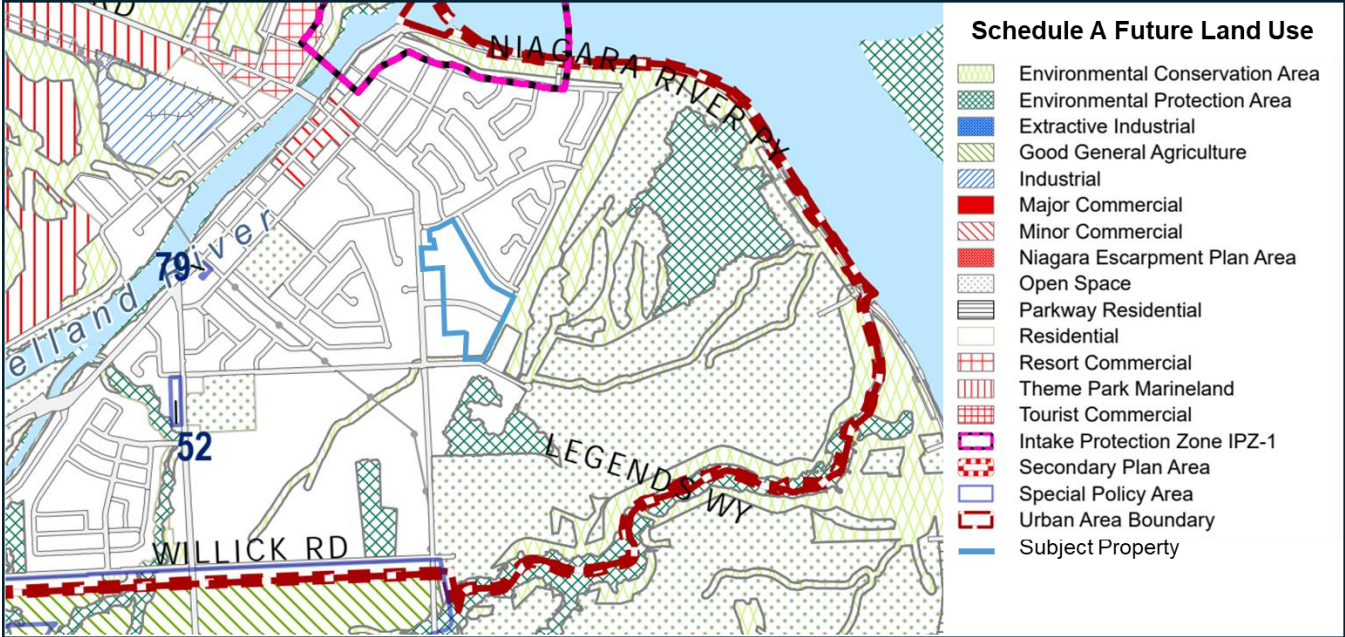 RD
NIAGARA RIVER PY
79
elland River
52
LEGENDS WY
WILLICK RD
Schedule A Future Land Use
Environmental Conservation Area
Environmental Protection Area
Extractive Industrial
Good General Agriculture
Industrial
Major Commercial
Minor Commercial
Niagara Escarpment Plan Area
Open Space
Parkway Residential
Residential
Resort Commercial
Theme Park Marineland
Tourist Commercial
Intake Protection Zone IPZ-1
Secondary Plan Area
Special Policy Area
Urban Area Boundary
Subject Property